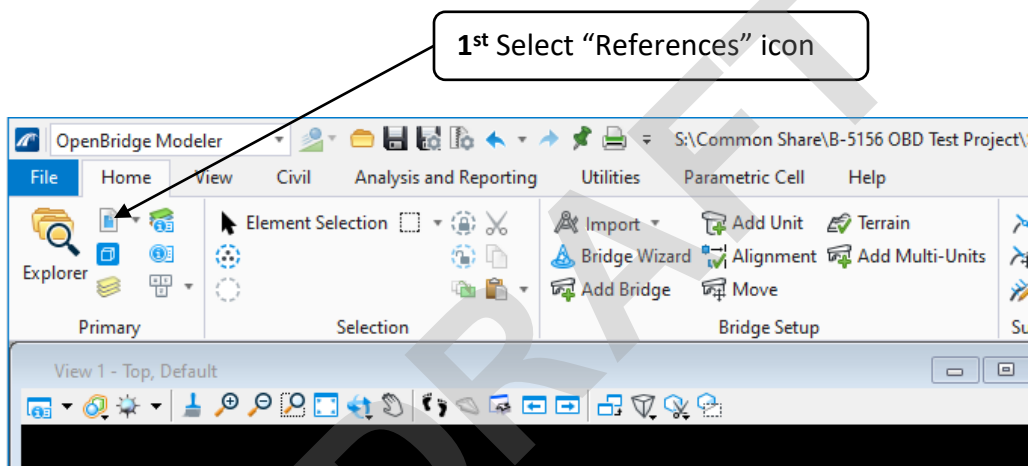 1st Select “References” icon
OpenBridge Modeler S:\Common Share\B-5156 OBD Test Project\
File Home View Civil Analysis and Reporting Utilities Parametric Cell Help
Explorer
Element Selection
Import Add Unit Terrain
Bridge Wizard Alignment Add Multi-Units
Add Bridge Move
Primary Selection Bridge Setup Su
View 1 - Top, Default
DRAFT